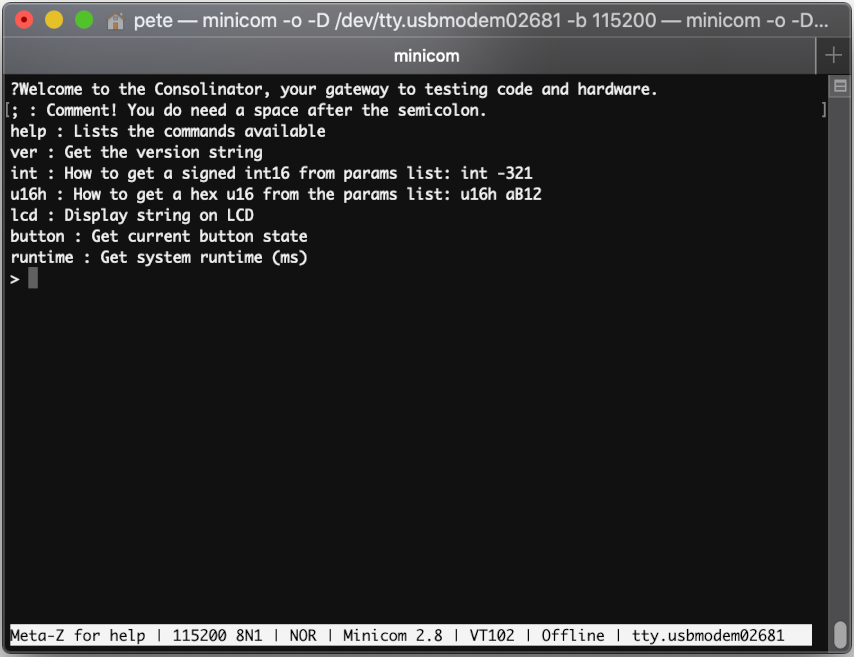 pete — minicom -o -D /dev/tty.usbmodem02681 -b 115200 — minicom -o -D...
minicom
?Welcome to the Consolinator, your gateway to testing code and hardware.
[; : Comment! You do need a space after the semicolon. ]
help : Lists the commands available
ver : Get the version string
int : How to get a signed int16 from params list: int -321
u16h : How to get a hex u16 from the params list: u16h aB12
lcd : Display string on LCD
button : Get current button state
runtime : Get system runtime (ms)
>
Meta-Z for help | 115200 8N1 | NOR | Minicom 2.8 | VT102 | Offline | tty.usbmodem02681